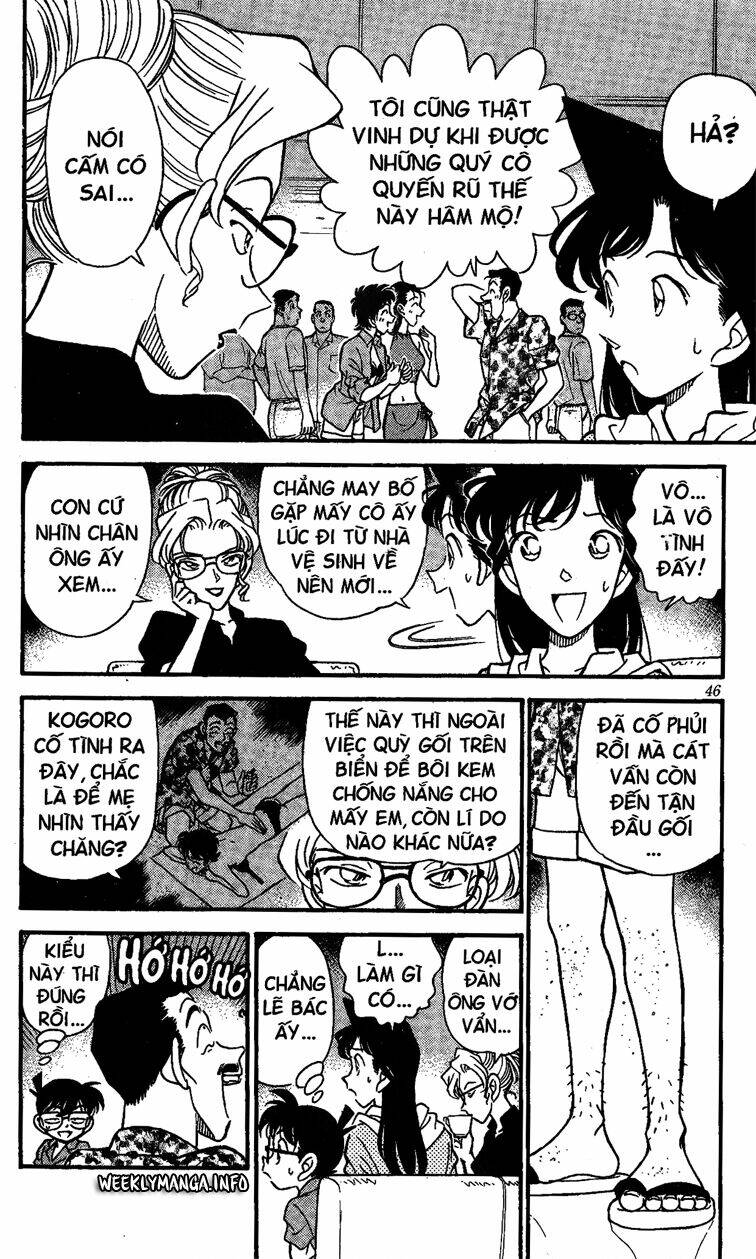 NÓI
CẤM CÓ
SAI...
TÔI CŨNG THẬT
VINH DỰ KHI ĐƯỢC
NHỮNG QUÝ CÔ
QUYẾN RŨ THẾ
NÀY HÂM MỘ!
HẢ?
CON CỨ
NHÌN CHÂN
ÔNG ẤY
XEM...
CHẲNG MAY BỐ
GẶP MẤY CÔ ẤY
LÚC ĐI TỪ NHÀ
VỆ SINH VỀ
NÊN MỚI...
VÔ...
LÀ VÔ
TÌNH
ĐẤY!
46
KOGORO
CỐ TÌNH RA
ĐÂY, CHẮC
LÀ ĐỂ MẸ
NHÌN THẤY
CHĂNG?
THẾ NÀY THÌ NGOÀI
VIỆC QUỲ GỐI TRÊN
BIỂN ĐỂ BÔI KEM
CHỐNG NẮNG CHO
MẤY EM, CÒN LÍ DO
NÀO KHÁC NỮA?
ĐÃ CỐ PHỦI
RỒI MÀ CÁT
VẪN CÒN
ĐẾN TẬN
ĐẦU GỐI
...
KIỂU
NÀY THÌ
ĐÚNG
RỒI...
HÓ HÓ HÓ
CHẲNG
LẼ BÁC
ẤY...
L...
LÀM GÌ
CÓ...
LOẠI
ĐÀN
ÔNG VỚ
VẨN...
WEEKLYMANGA.INFO